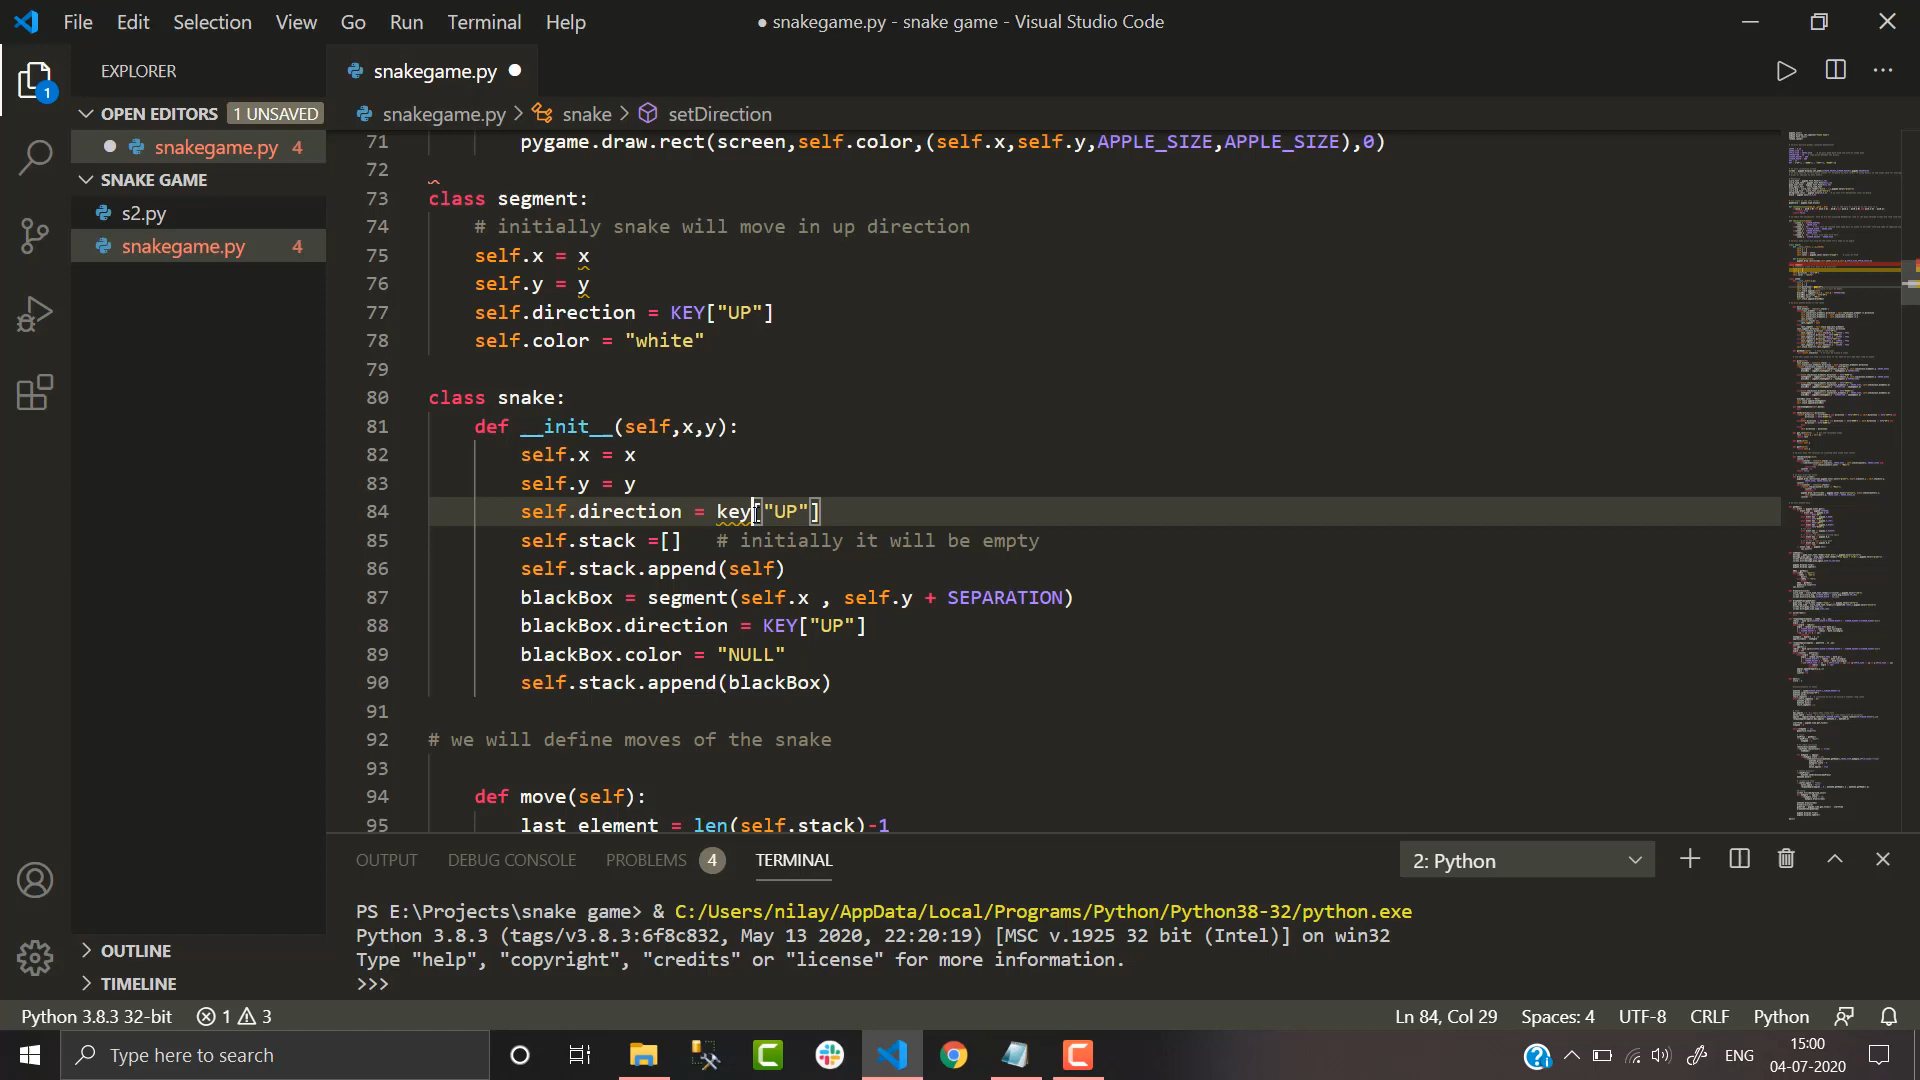 File Edit Selection View Go Run Terminal Help
● snakegame.py - snake game - Visual Studio Code
EXPLORER
OPEN EDITORS 1 UNSAVED
snakegame.py 4
SNAKE GAME
s2.py
snakegame.py 4
OUTLINE
TIMELINE
1
snakegame.py
snakegame.py > snake > setDirection
71 pygame.draw.rect(screen,self.color,(self.x,self.y,APPLE_SIZE,APPLE_SIZE),0)
72
73 class segment:
74 # initially snake will move in up direction
75 self.x = x
76 self.y = y
77 self.direction = KEY["UP"]
78 self.color = "white"
79
80 class snake:
81 def __init__(self,x,y):
82 self.x = x
83 self.y = y
84 self.direction = key["UP"]
85 self.stack =[] # initially it will be empty
86 self.stack.append(self)
87 blackBox = segment(self.x , self.y + SEPARATION)
88 blackBox.direction = KEY["UP"]
89 blackBox.color = "NULL"
90 self.stack.append(blackBox)
91
92 # we will define moves of the snake
93
94 def move(self):
95 last element = len(self.stack)-1
OUTPUT DEBUG CONSOLE PROBLEMS 4 TERMINAL
2: Python
PS E:\Projects\snake game> & C:/Users/nilay/AppData/Local/Programs/Python/Python38-32/python.exe
Python 3.8.3 (tags/v3.8.3:6f8c832, May 13 2020, 22:20:19) [MSC v.1925 32 bit (Intel)] on win32
Type "help", "copyright", "credits" or "license" for more information.
>>>
Python 3.8.3 32-bit 1 3
Ln 84, Col 29 Spaces: 4 UTF-8 CRLF Python
Type here to search
ENG
15:00
04-07-2020